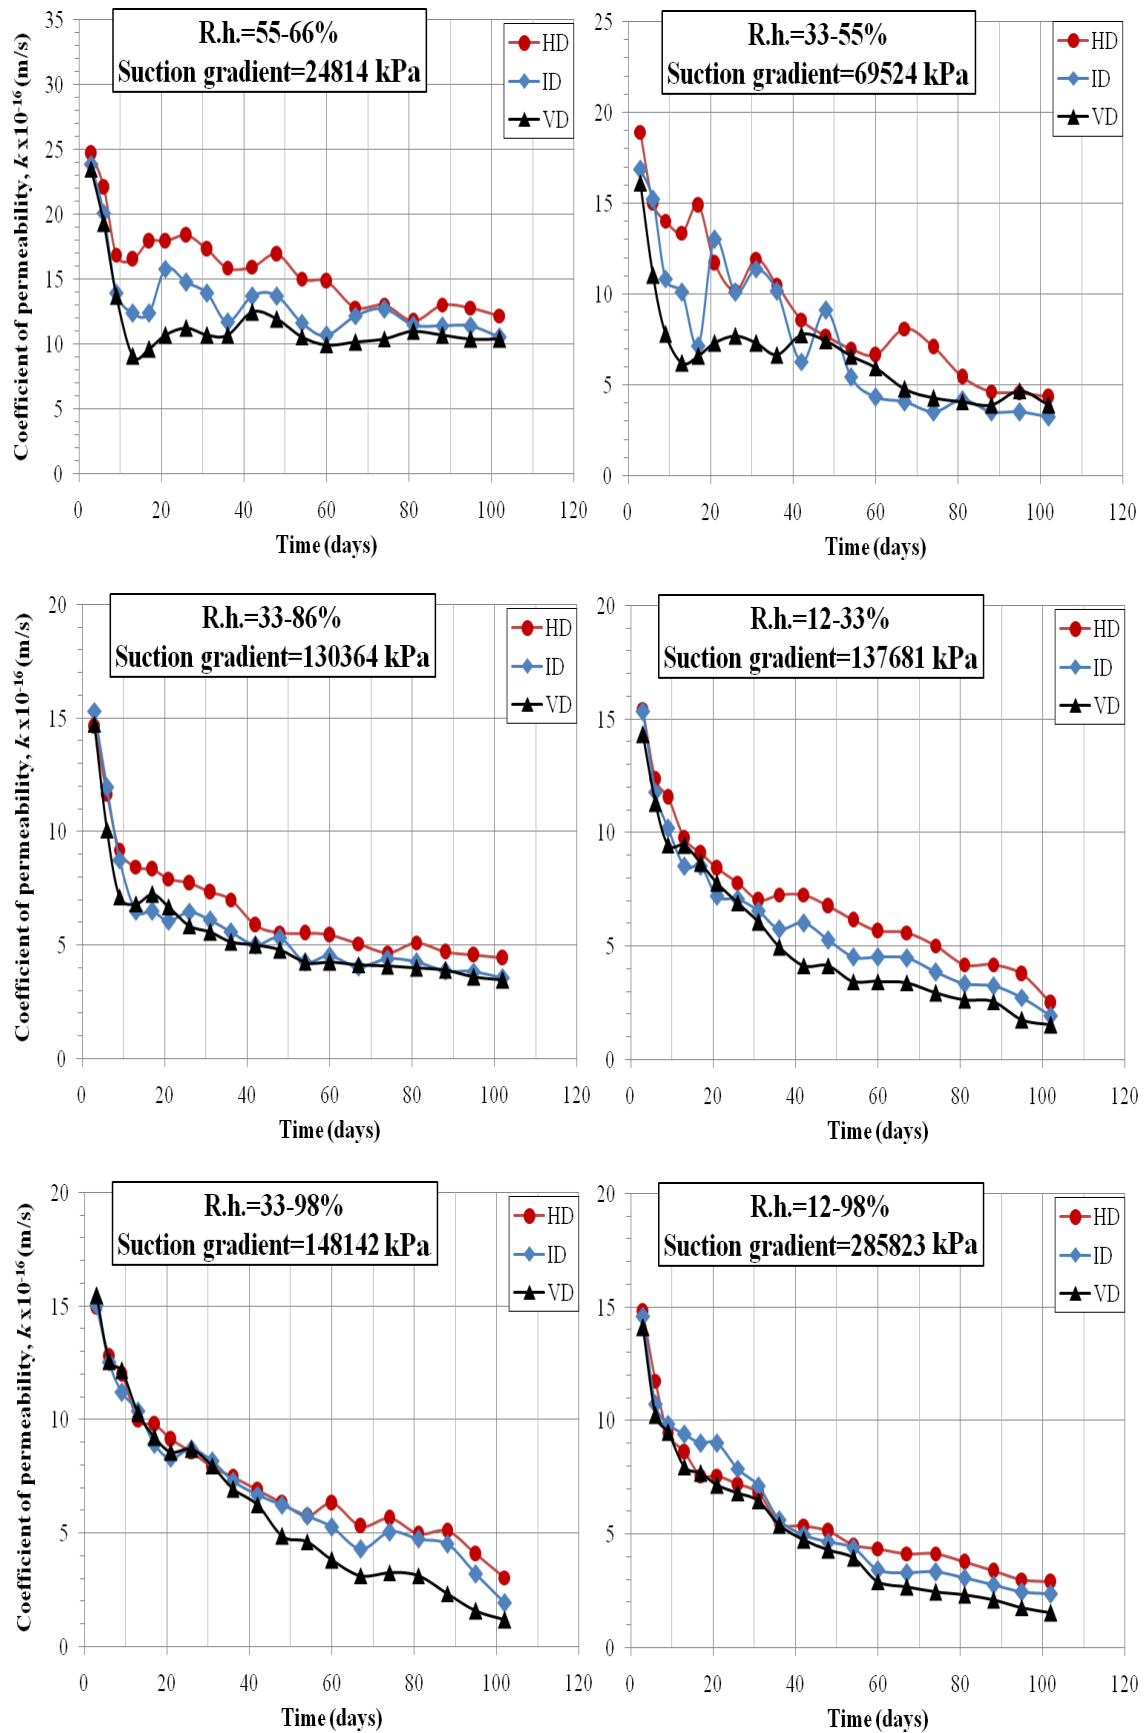 R.h.=55-66%
Suction gradient=24814 kPa
HD
ID
VD
Coefficient of permeability, k x10-16 (m/s)
35
30
25
20
15
10
5
0
0 20 40 60 80 100 120
Time (days)
R.h.=33-55%
Suction gradient=69524 kPa
HD
ID
VD
25
20
15
10
5
0
0 20 40 60 80 100 120
Time (days)
R.h.=33-86%
Suction gradient=130364 kPa
HD
ID
VD
Coefficient of permeability, k x10-16 (m/s)
20
15
10
5
0
0 20 40 60 80 100 120
Time (days)
R.h.=12-33%
Suction gradient=137681 kPa
HD
ID
VD
20
15
10
5
0
0 20 40 60 80 100 120
Time (days)
R.h.=33-98%
Suction gradient=148142 kPa
HD
ID
VD
Coefficient of permeability, k x10-16 (m/s)
20
15
10
5
0
0 20 40 60 80 100 120
Time (days)
R.h.=12-98%
Suction gradient=285823 kPa
HD
ID
VD
20
15
10
5
0
0 20 40 60 80 100 120
Time (days)